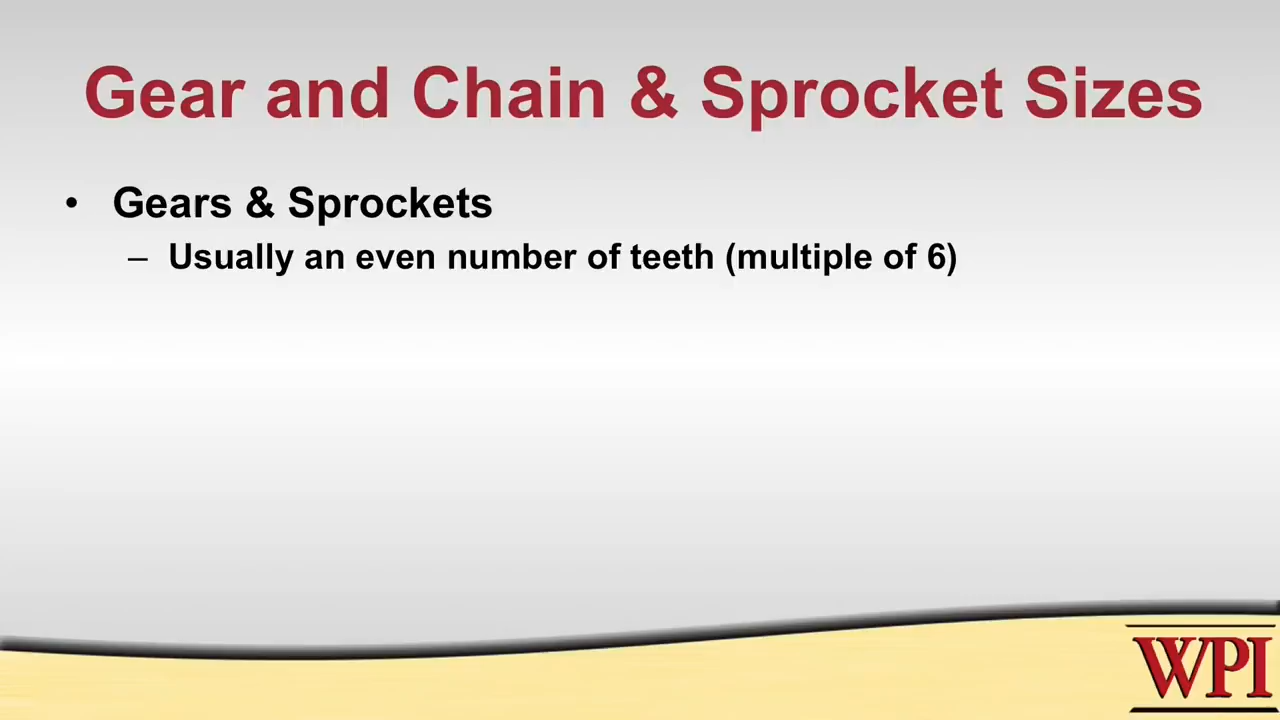 Gear and Chain & Sprocket Sizes
• Gears & Sprockets
– Usually an even number of teeth (multiple of 6)
WPI